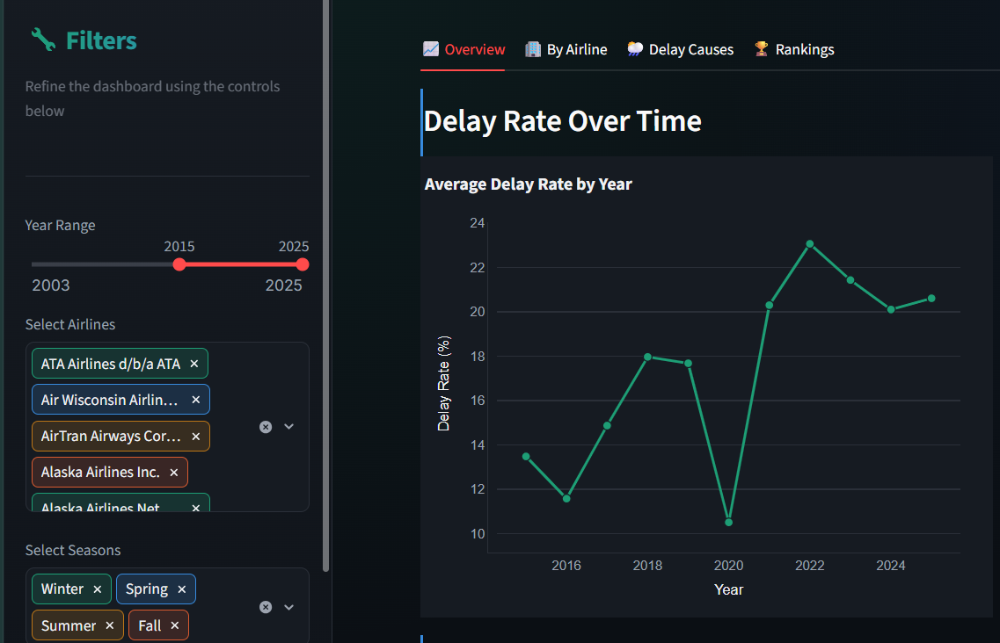 Filters
Refine the dashboard using the controls
below
Year Range
2015 2025
2003 2025
Select Airlines
ATA Airlines d/b/a ATA ×
Air Wisconsin Airlin... ×
AirTran Airways Cor... ×
Alaska Airlines Inc. ×
Alaska Airlines Net ×
Select Seasons
Winter × Spring ×
Summer × Fall ×
Overview By Airline Delay Causes Rankings
Delay Rate Over Time
Average Delay Rate by Year
24
22
20
18
16
14
12
10
Delay Rate (%)
2016 2018 2020 2022 2024
Year